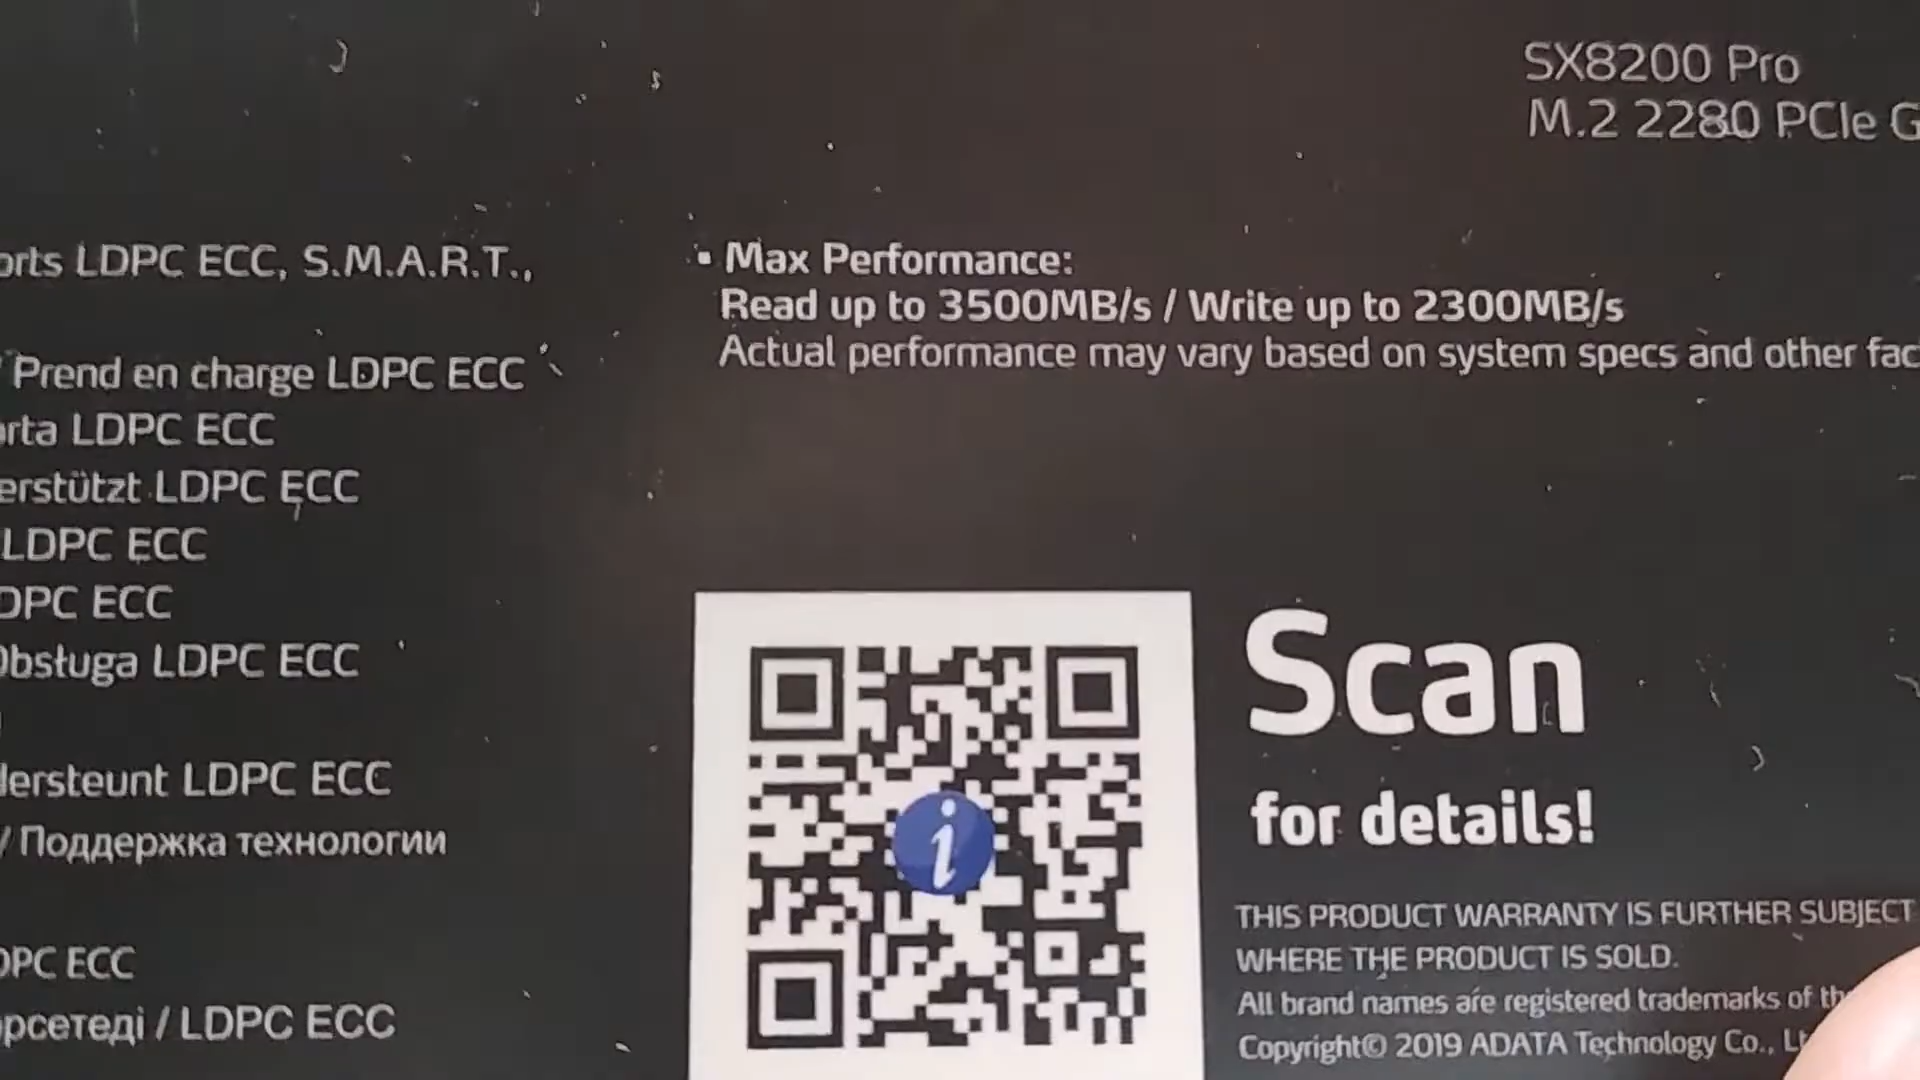 SX8200 Pro
M.2 2280 PCIe G
orts LDPC ECC, S.M.A.R.T.,
Prend en charge LDPC ECC
orta LDPC ECC
erstützt LDPC ECC
LDPC ECC
DPC ECC
Obsługa LDPC ECC
dersteunt LDPC ECC
/ Поддержка технологии
DPC ECC
рсетеді / LDPC ECC
▪ Max Performance:
Read up to 3500MB/s / Write up to 2300MB/s
Actual performance may vary based on system specs and other fac
i
Scan
for details!
THIS PRODUCT WARRANTY IS FURTHER SUBJECT
WHERE THE PRODUCT IS SOLD.
All brand names are registered trademarks of the
Copyright© 2019 ADATA Technology Co., Lt